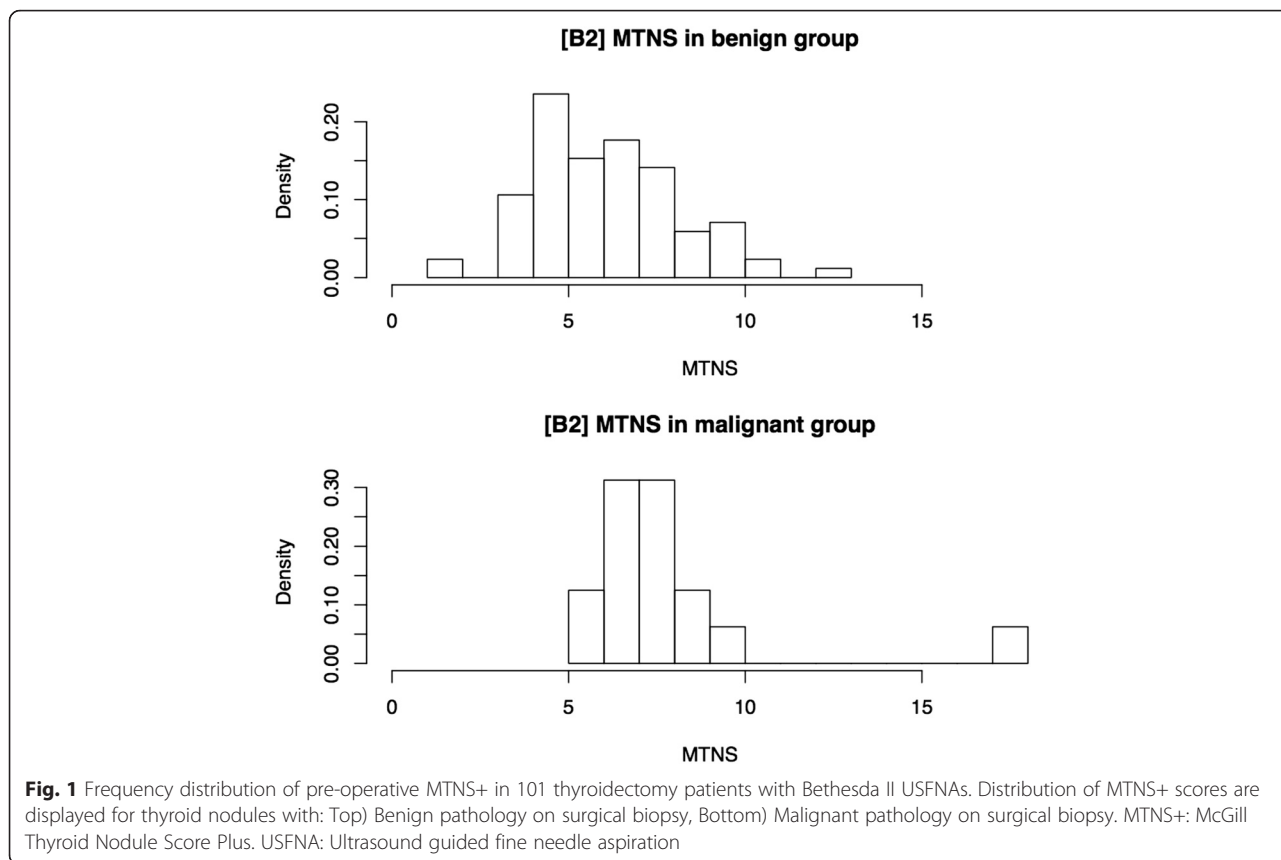 [B2] MTNS in benign group
Density
0.00 0.10 0.20
0 5 10 15
MTNS
[B2] MTNS in malignant group
Density
0.00 0.10 0.20 0.30
0 5 10 15
MTNS
Fig. 1 Frequency distribution of pre-operative MTNS+ in 101 thyroidectomy patients with Bethesda II USFNAs. Distribution of MTNS+ scores are
displayed for thyroid nodules with: Top) Benign pathology on surgical biopsy, Bottom) Malignant pathology on surgical biopsy. MTNS+: McGill
Thyroid Nodule Score Plus. USFNA: Ultrasound guided fine needle aspiration